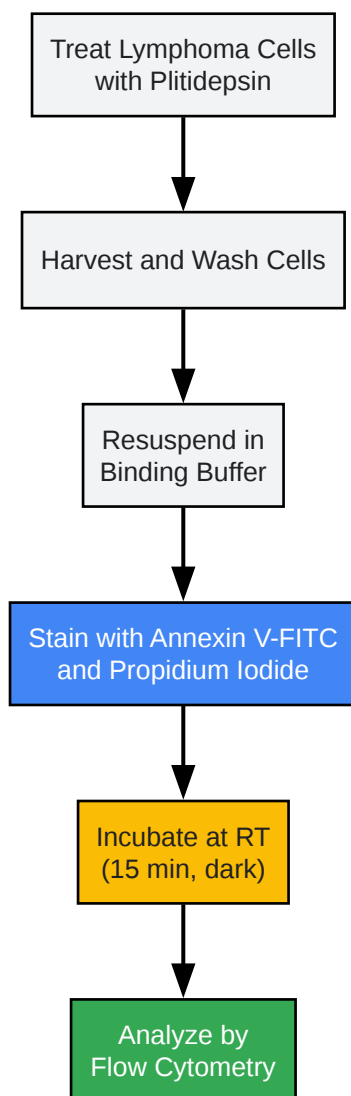 Treat Lymphoma Cells
with Plitidepsin
Harvest and Wash Cells
Resuspend in
Binding Buffer
Stain with Annexin V-FITC
and Propidium Iodide
Incubate at RT
(15 min, dark)
Analyze by
Flow Cytometry